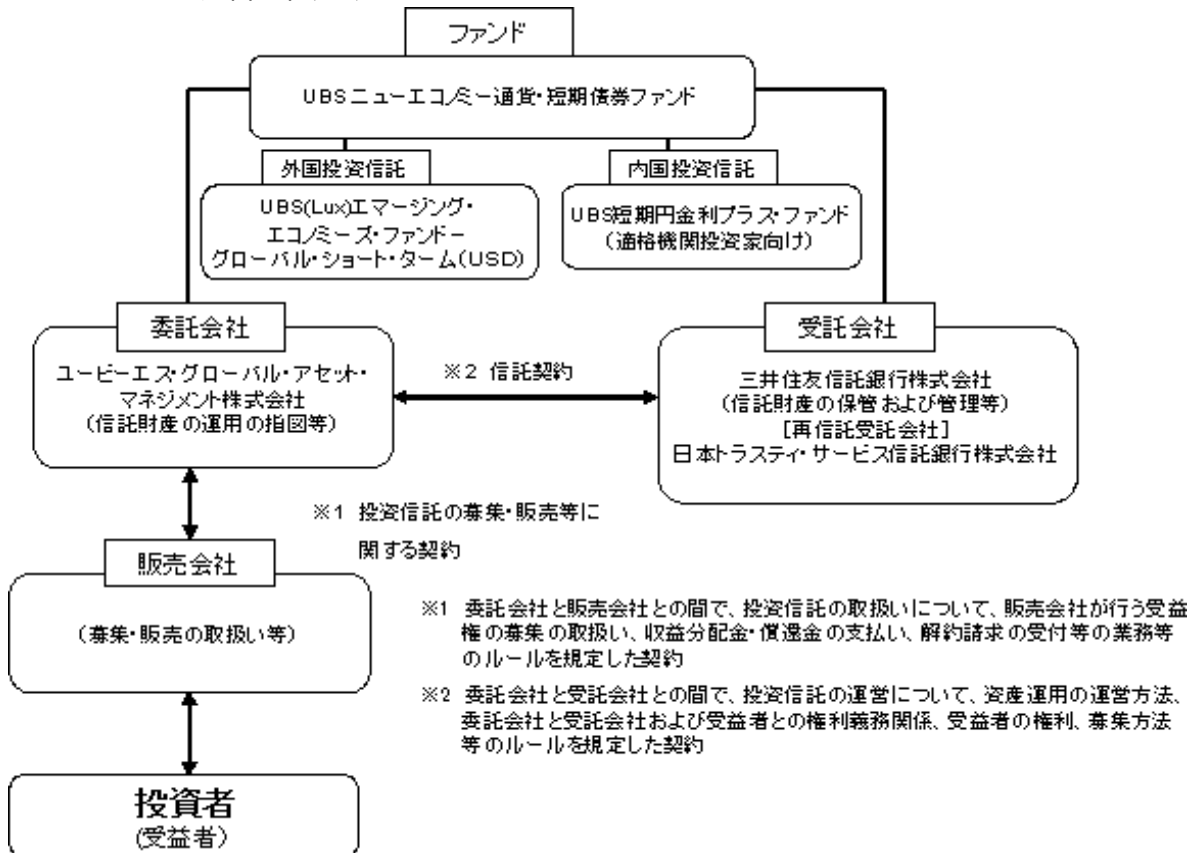 ファンド
UBSニューエコノミー通貨・短期債券ファンド
外国投資信託
UBS(Lux)エマージング・
エコノミーズ・ファンドー
グローバル・ショート・ターム(USD)
内国投資信託
UBS短期円金利プラス・ファンド
(適格機関投資家向け)
委託会社
ユービーエス・グローバル・アセット・
マネジメント株式会社
(信託財産の運用の指図等)
※2 信託契約
受託会社
三井住友信託銀行株式会社
(信託財産の保管および管理等)
[再信託受託会社]
日本トラスティ・サービス信託銀行株式会社
※1 投資信託の募集・販売等に
関する契約
販売会社
(募集・販売の取扱い等)
※1 委託会社と販売会社との間で、投資信託の取扱いについて、販売会社が行う受益
権の募集の取扱い、収益分配金・償還金の支払い、解約請求の受付等の業務等
のルールを規定した契約
※2 委託会社と受託会社との間で、投資信託の運営について、資産運用の運営方法、
委託会社と受託会社および受益者との権利義務関係、受益者の権利、募集方法
等のルールを規定した契約
投資者
(受益者)